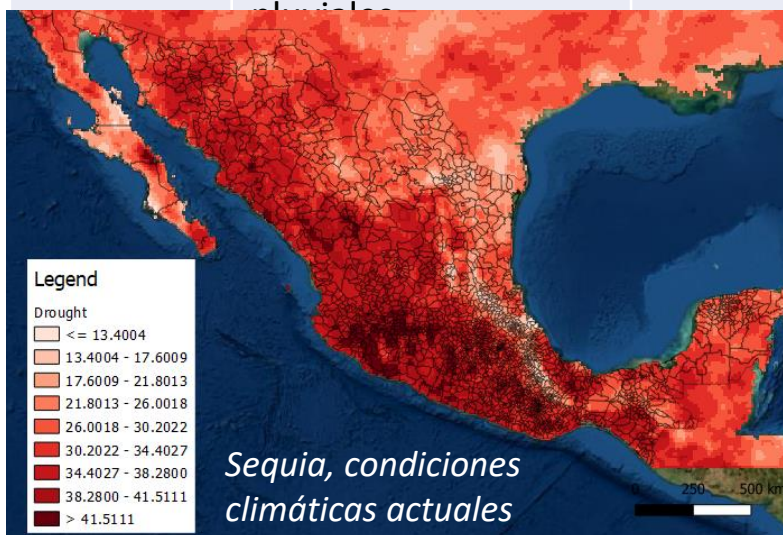 pluviales
Legend
Drought
<= 13.4004
13.4004 - 17.6009
17.6009 - 21.8013
21.8013 - 26.0018
26.0018 - 30.2022
30.2022 - 34.4027
34.4027 - 38.2800
38.2800 - 41.5111
> 41.5111
Sequia, condiciones
climáticas actuales
0 250 500 km